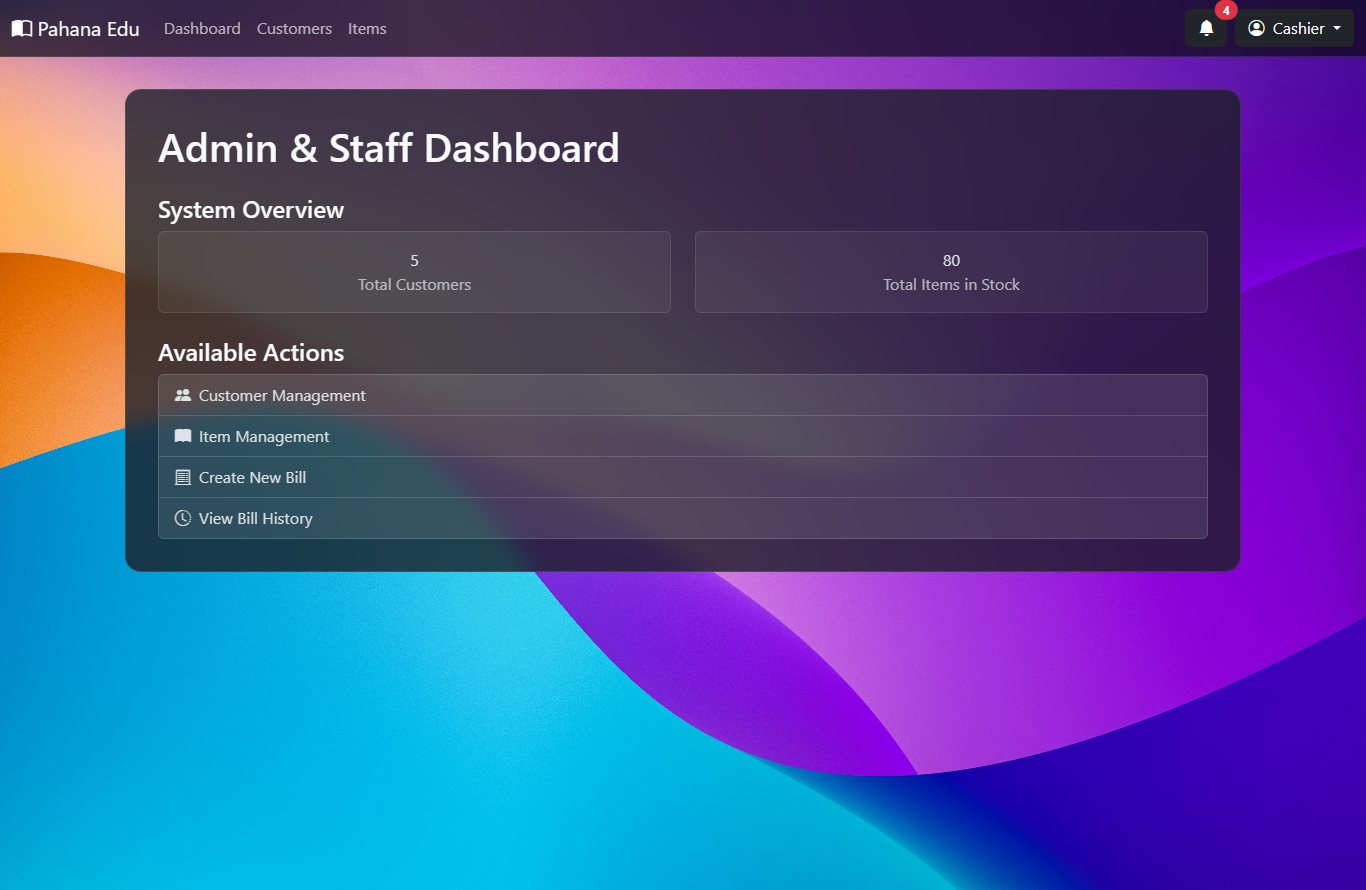 Pahana Edu Dashboard Customers Items 4 Cashier
Admin & Staff Dashboard
System Overview
5
Total Customers
80
Total Items in Stock
Available Actions
Customer Management
Item Management
Create New Bill
View Bill History